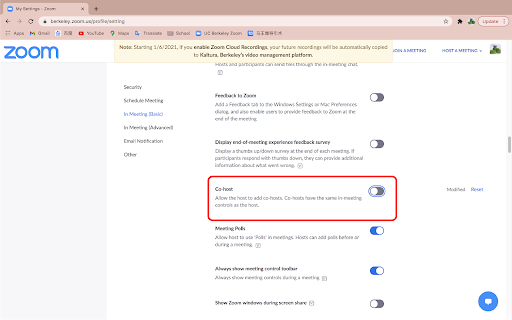 My Settings - Zoom
berkeley.zoom.us/profile/setting
Update
Apps
Gmail
YouTube
Maps
百度
Translate
School
UC Berkeley Zoom
Note: Starting 1/6/2021, if you enable Zoom Cloud Recordings, your future recordings will be automatically copied
to Kaltura, Berkeley's video management platform.
zoom
JOIN A MEETING
HOST A MEETING
Hosts and participants can send files through the in-meeting chat.
Security
Schedule Meeting
In Meeting (Basic)
In Meeting (Advanced)
Email Notification
Other
Feedback to Zoom
Add a Feedback tab to the Windows Settings or Mac Preferences
dialog, and also enable users to provide feedback to Zoom at the
end of the meeting
Display end-of-meeting experience feedback survey
Display a thumbs up/down survey at the end of each meeting. If
participants respond with thumbs down, they can provide additional
information about what went wrong.
Co-host
Allow the host to add co-hosts. Co-hosts have the same in-meeting
controls as the host.
Modified
Reset
Meeting Polls
Allow host to use 'Polls' in meetings. Hosts can add polls before or
during a meeting.
Always show meeting control toolbar
Always show meeting controls during a meeting
Show Zoom windows during screen share